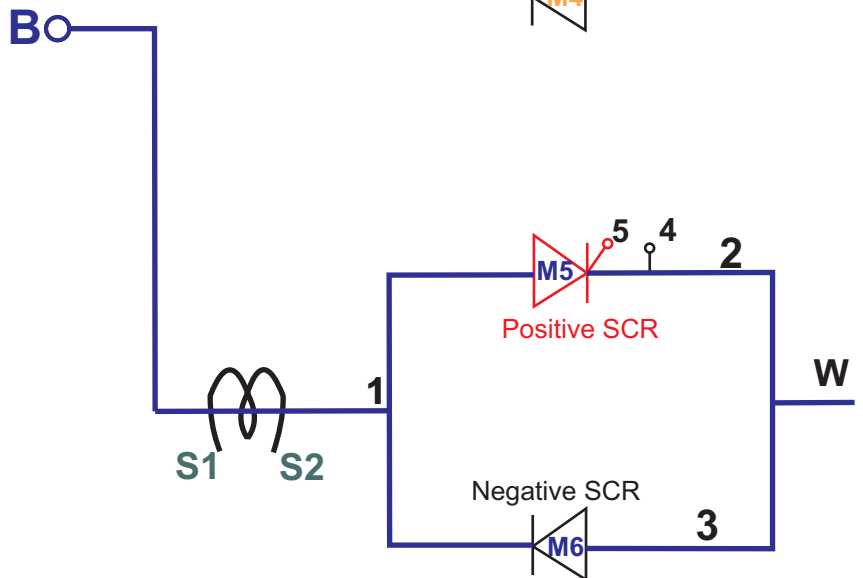 M4
B
5
4
2
M5
Positive SCR
W
1
S1
S2
Negative SCR
3
M6